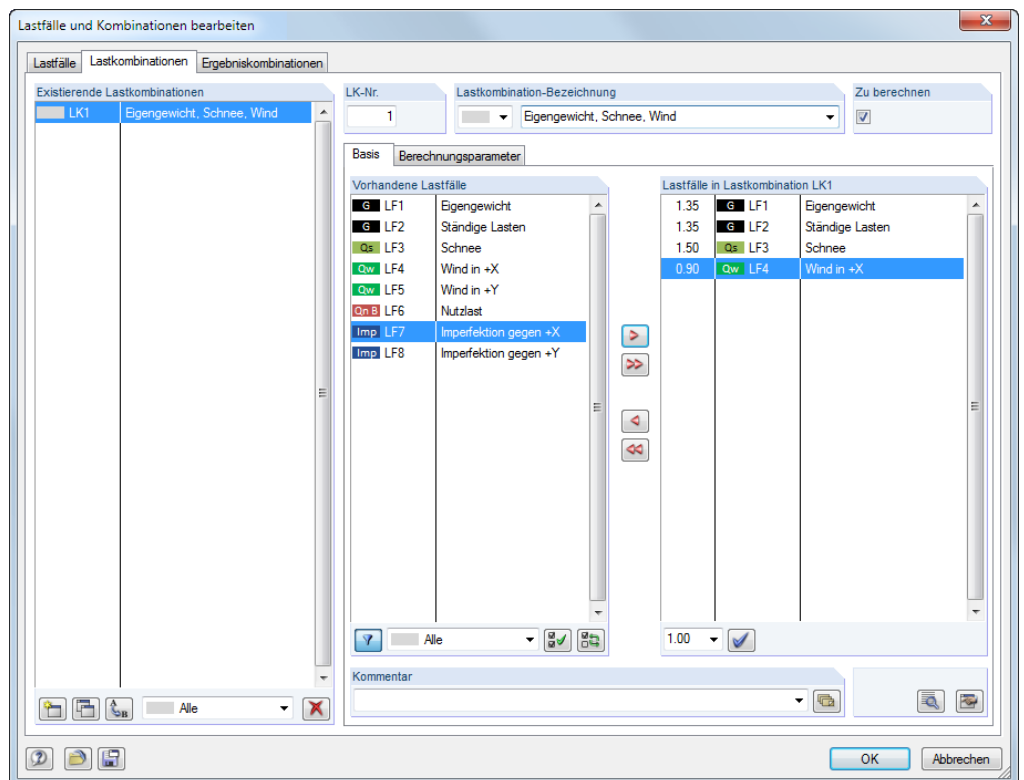 Lastfälle und Kombinationen bearbeiten
Lastfälle Lastkombinationen Ergebniskombinationen
Existierende Lastkombinationen
LK1 Eigengewicht, Schnee, Wind
LK-Nr.
1
Lastkombination-Bezeichnung
Eigengewicht, Schnee, Wind
Zu berechnen
Basis Berechnungsparameter
Vorhandene Lastfälle
G LF1 Eigengewicht
G LF2 Ständige Lasten
Qs LF3 Schnee
Qw LF4 Wind in +X
Qw LF5 Wind in +Y
Qn B LF6 Nutzlast
Imp LF7 Imperfektion gegen +X
Imp LF8 Imperfektion gegen +Y
Alle
Lastfälle in Lastkombination LK1
1.35 G LF1 Eigengewicht
1.35 G LF2 Ständige Lasten
1.50 Qs LF3 Schnee
0.90 Qw LF4 Wind in +X
1.00
Kommentar
Alle
OK Abbrechen